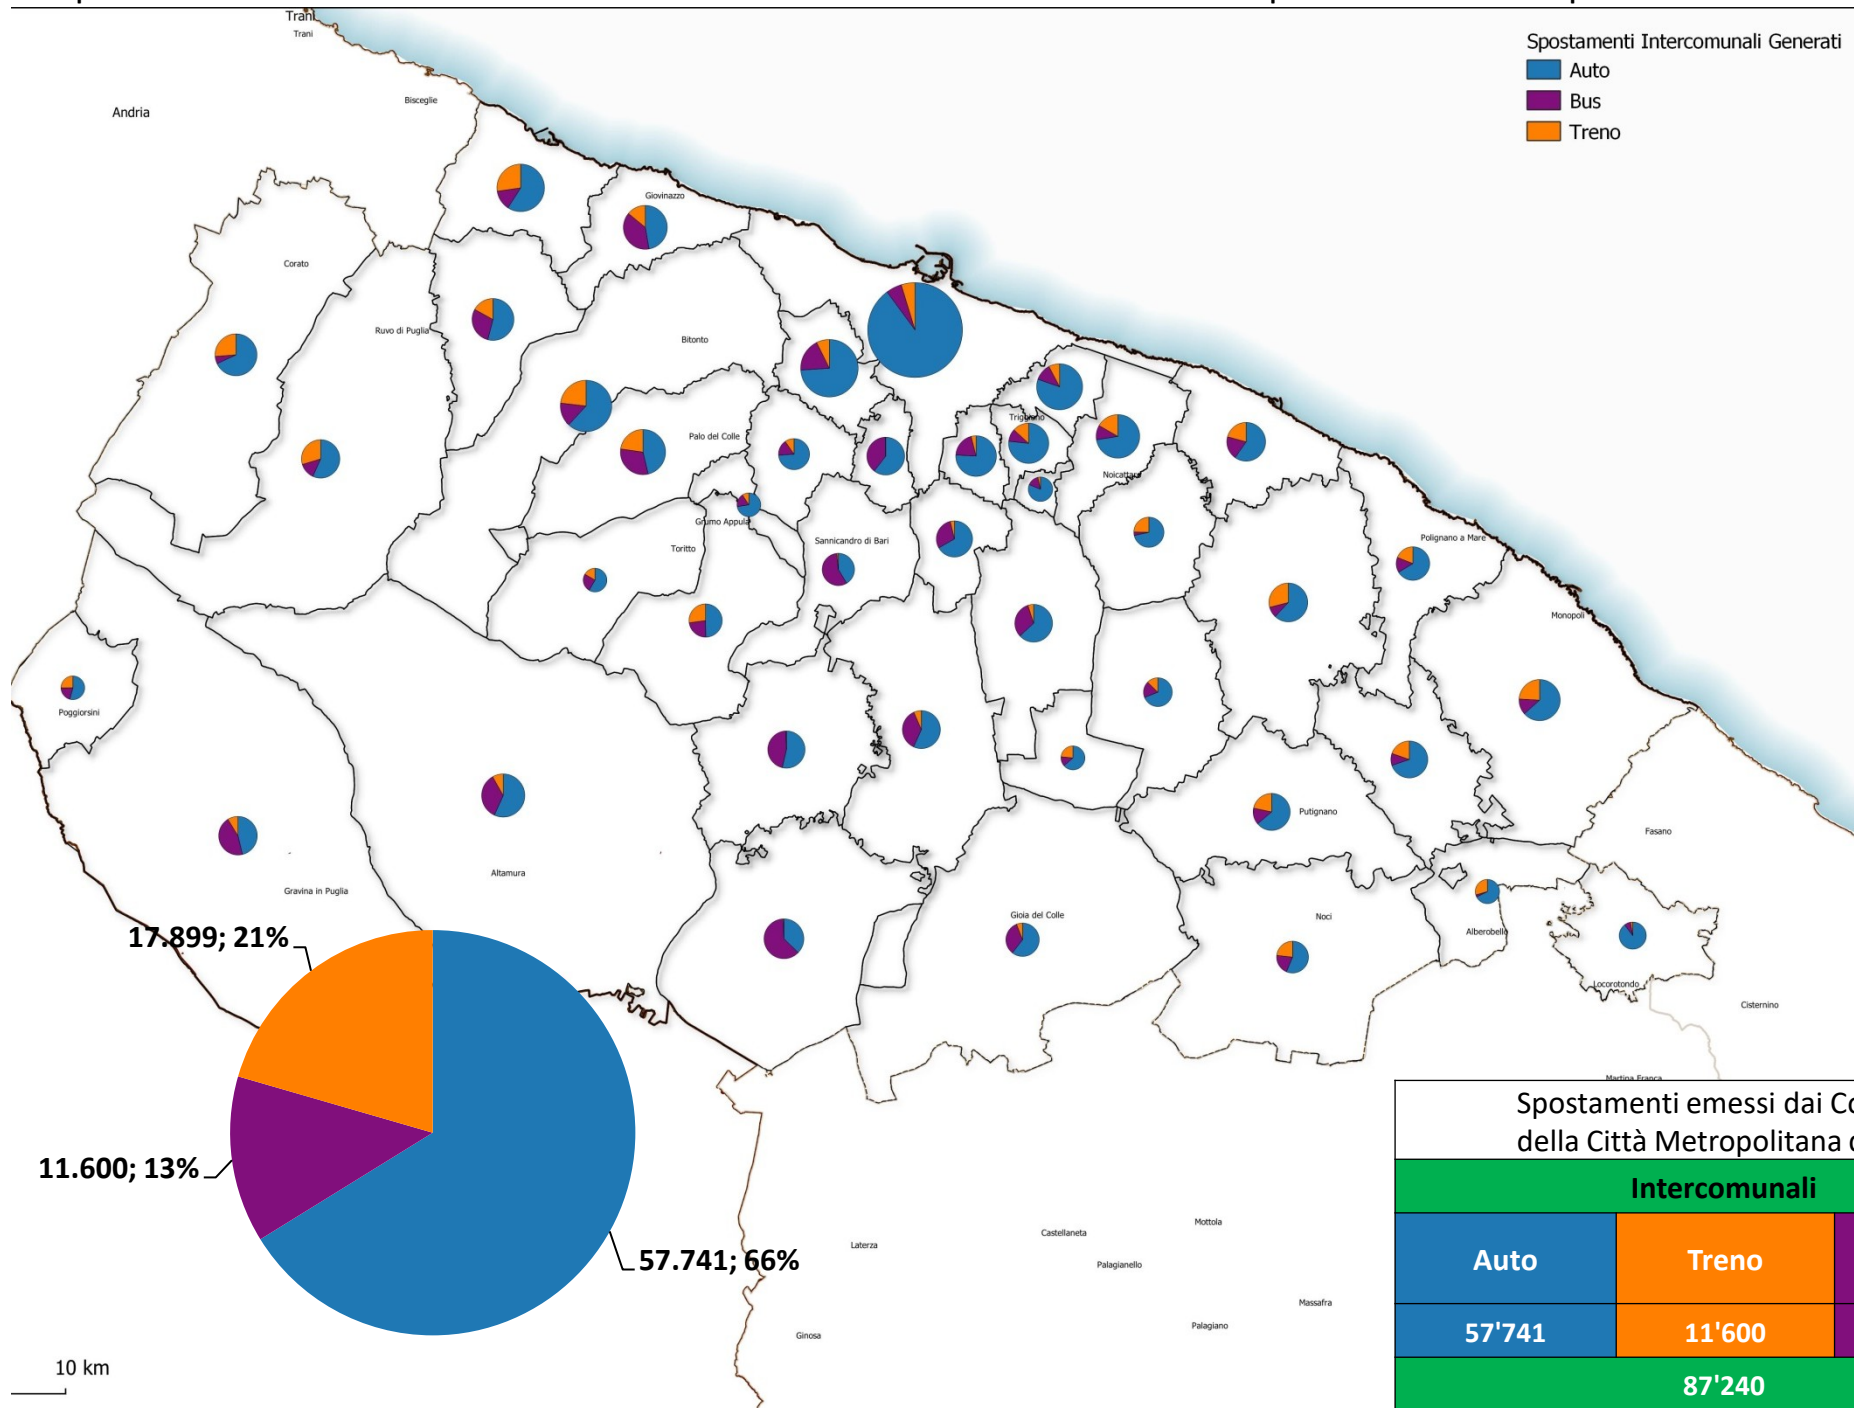 Trani
Trani
Spostamenti Intercomunali Generati
Auto
Bus
Treno
Andria
Bisceglie
Giovinazzo
Corato
Ruvo di Puglia
Bitonto
Palo del Colle
Triggiano
Noicattaro
Grumo Appula
Toritto
Sannicandro di Bari
Polignano a Mare
Monopoli
Poggiorsini
Putignano
Fasano
Altamura
Gravina in Puglia
Gioia del Colle
Noci
Alberobello
Locorotondo
Cisternino
Martina Franca
17.899; 21%
11.600; 13%
57.741; 66%
Laterza
Castellaneta
Mottola
Palagianello
Massafra
Palagiano
Ginosa
10 km
Spostamenti emessi dai
della Città Metropolitana
Intercomunali
Auto
Treno
57'741
11'600
87'240